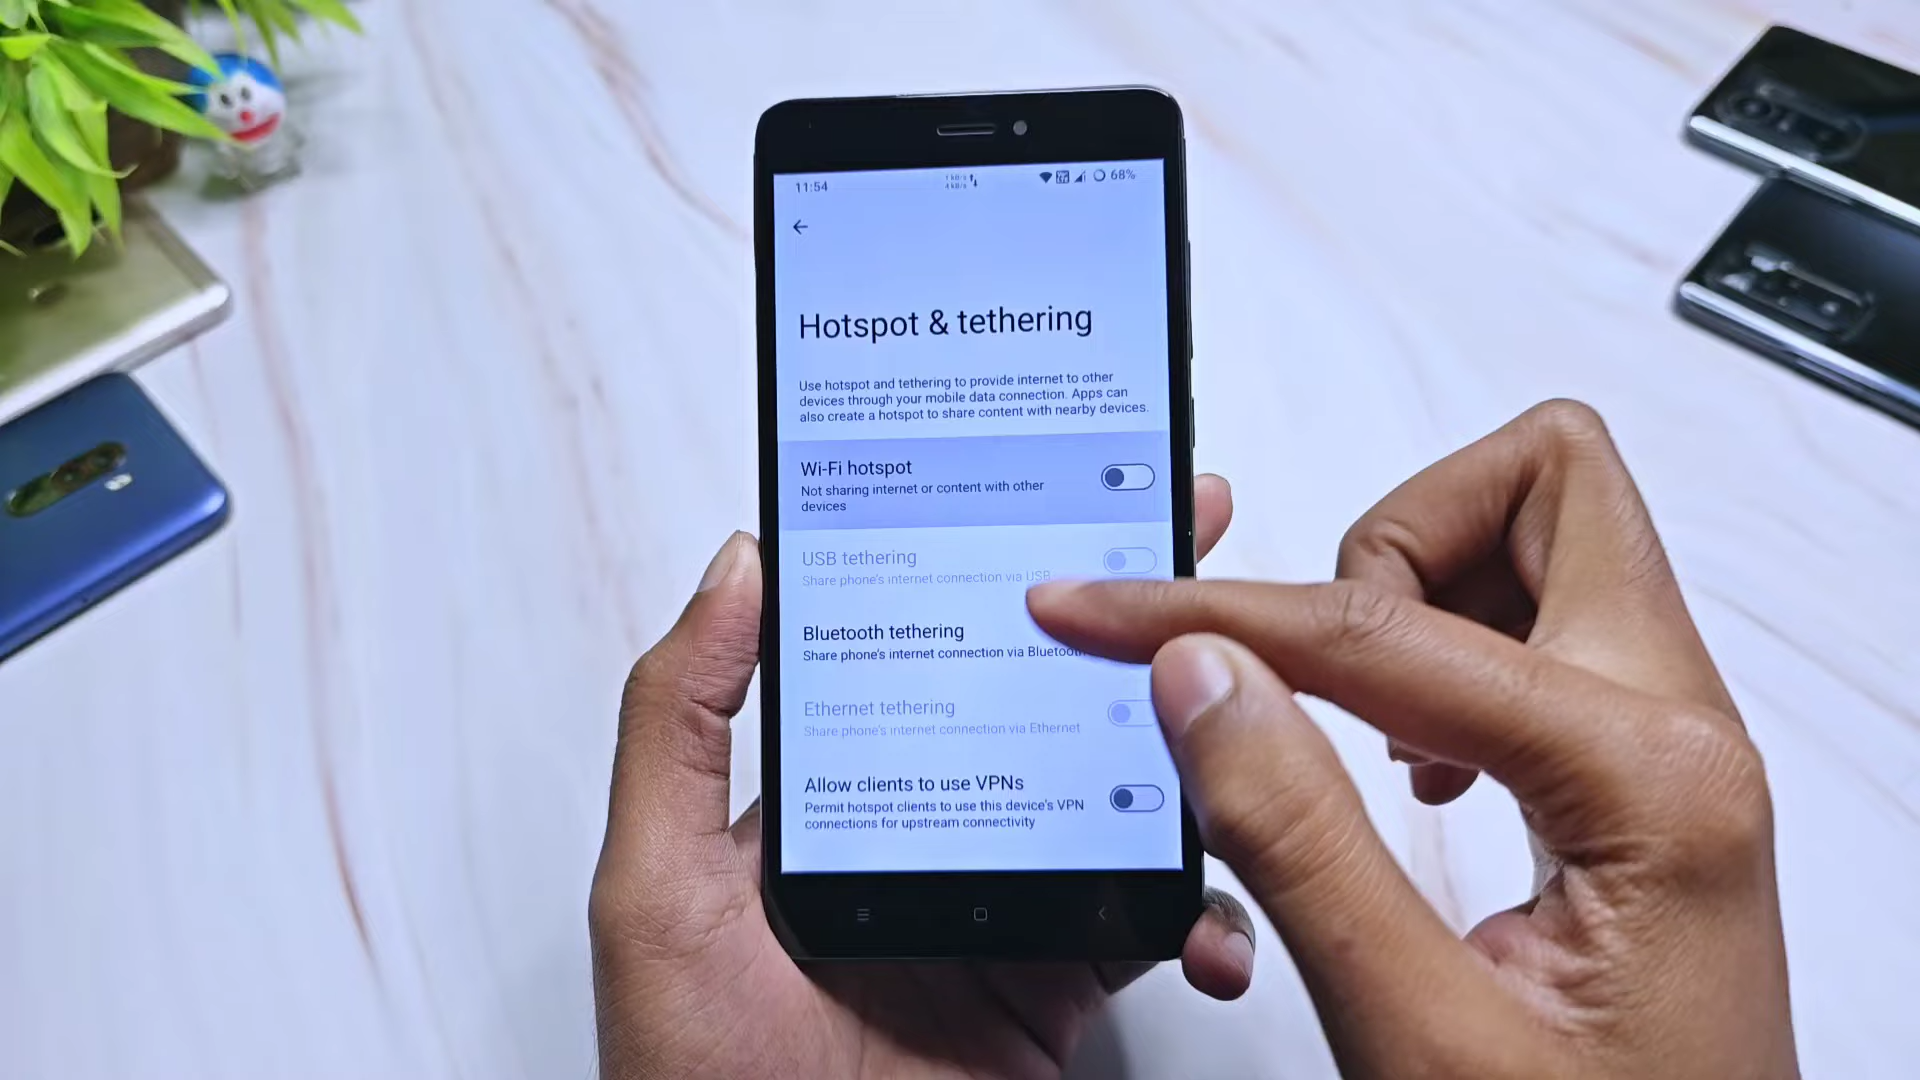 11:54
68%
Hotspot & tethering
Use hotspot and tethering to provide internet to other
devices through your mobile data connection. Apps can
also create a hotspot to share content with nearby devices.
Wi-Fi hotspot
Not sharing internet or content with other
devices
USB tethering
Share phone's internet connection via USB
Bluetooth tethering
Share phone's internet connection via Bluetooth
Ethernet tethering
Share phone's internet connection via Ethernet
Allow clients to use VPNs
Permit hotspot clients to use this device's VPN
connections for upstream connectivity